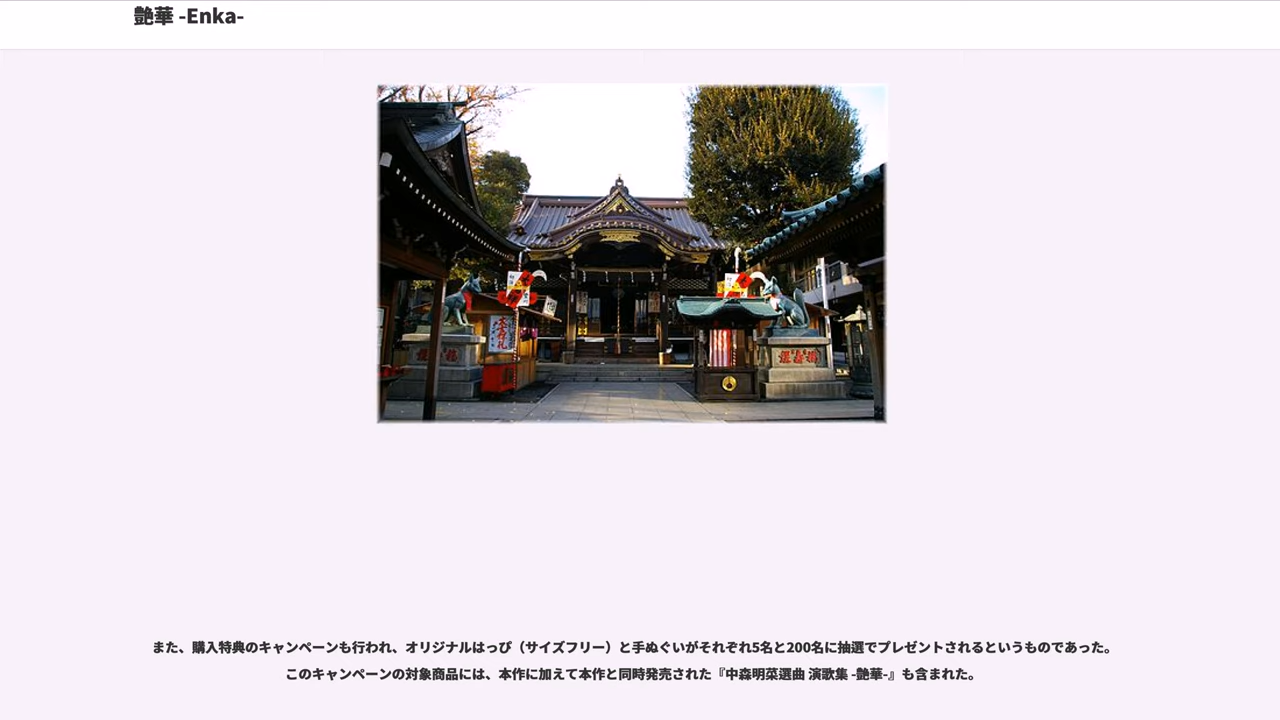 艶華 -Enka-
また、購入特典のキャンペーンも行われ、オリジナルはっぴ（サイズフリー）と手ぬぐいがそれぞれ5名と200名に抽選でプレゼントされるというものであった。
このキャンペーンの対象商品には、本作に加えて本作と同時発売された『中森明菜選曲 演歌集 -艶華-』も含まれた。